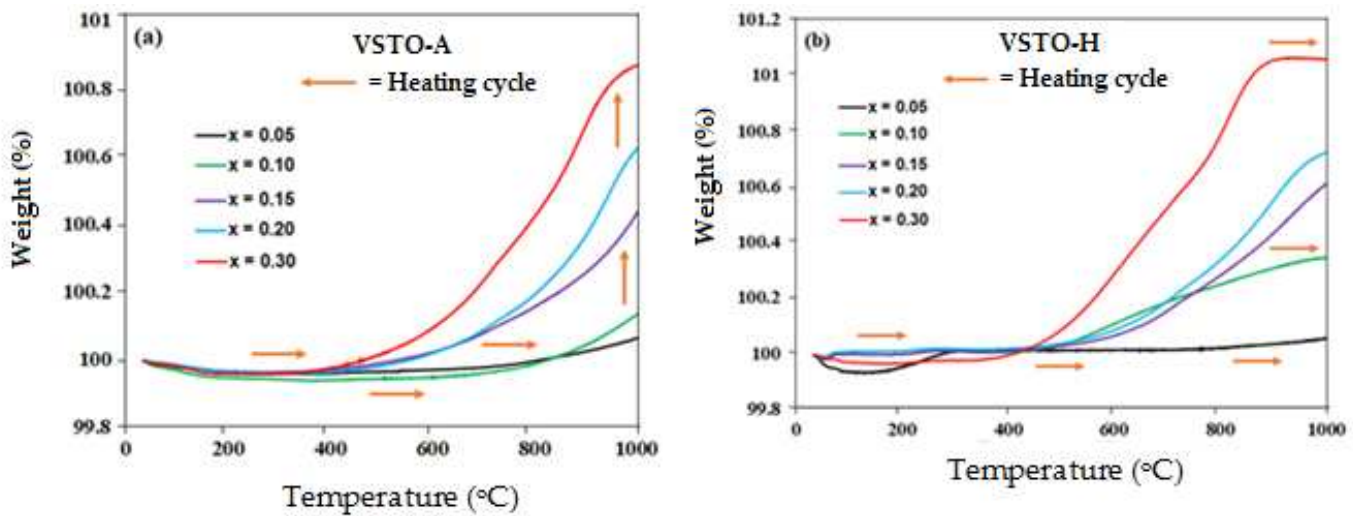 (a)
VSTO-A
= Heating cycle
x = 0.05
x = 0.10
x = 0.15
x = 0.20
x = 0.30
Weight (%)
101
100.8
100.6
100.4
100.2
100
99.8
0 200 400 600 800 1000
Temperature (°C)
(b)
VSTO-H
= Heating cycle
x = 0.05
x = 0.10
x = 0.15
x = 0.20
x = 0.30
Weight (%)
101.2
101
100.8
100.6
100.4
100.2
100
99.8
0 200 400 600 800 1000
Temperature (°C)